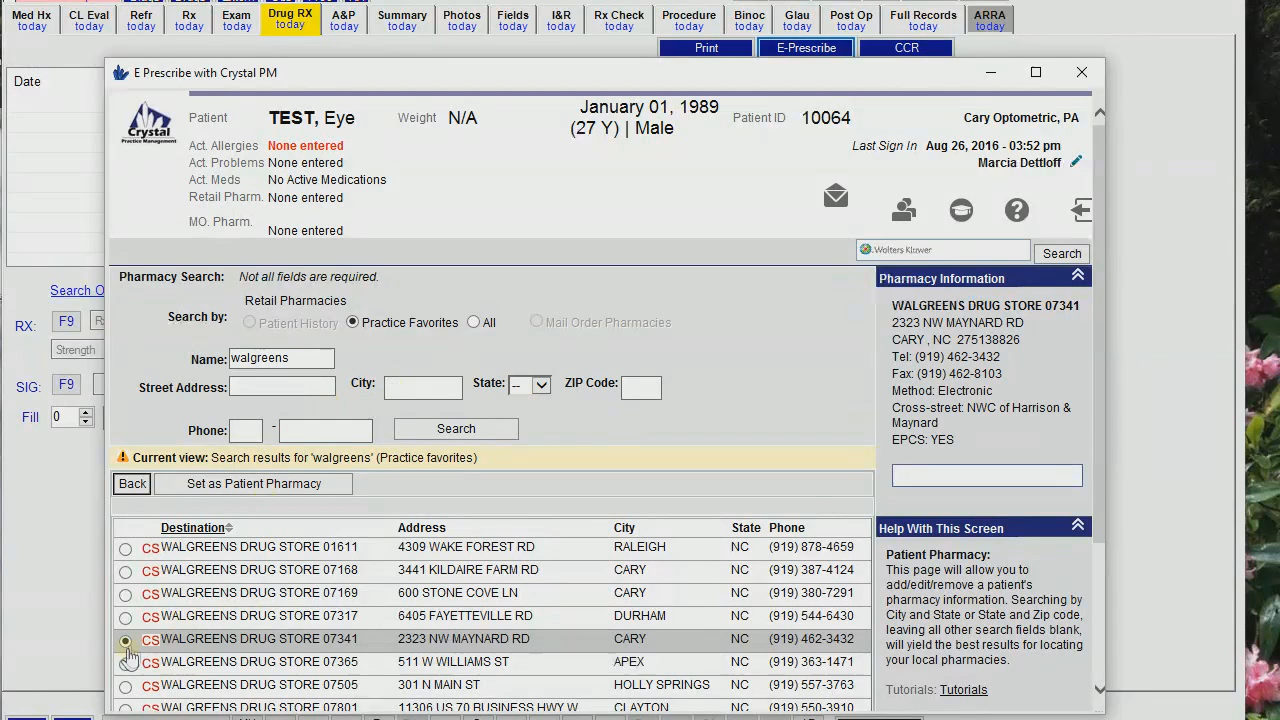 Med Hx CL Eval Refr Rx Exam Drug RX A&P Summary Photos Fields I&R Rx Check Procedure Binoc Glau Post Op Full Records ARRA
today today today today today today today today today today today today today today today today today today
Print E-Prescribe CCR
Date
Search O
RX: F9
Strength
SIG: F9
Fill 0
E Prescribe with Crystal PM
Crystal
Practice Management
Patient TEST, Eye Weight N/A January 01, 1989 Patient ID 10064 Cary Optometric, PA
(27 Y) | Male
Act. Allergies None entered Last Sign In Aug 26, 2016 - 03:52 pm
Act. Problems None entered Marcia Dettloff
Act. Meds No Active Medications
Retail Pharm. None entered
MO. Pharm. None entered
Wolters Kluwer Search
Pharmacy Search: Not all fields are required.
Retail Pharmacies
Search by: Patient History Practice Favorites All Mail Order Pharmacies
Name: walgreens
Street Address: City: State: -- ZIP Code:
Phone: - Search
Current view: Search results for 'walgreens' (Practice favorites)
Back Set as Patient Pharmacy
Destination Address City State Phone
CS WALGREENS DRUG STORE 01611 4309 WAKE FOREST RD RALEIGH NC (919) 878-4659
CS WALGREENS DRUG STORE 07168 3441 KILDAIRE FARM RD CARY NC (919) 387-4124
CS WALGREENS DRUG STORE 07169 600 STONE COVE LN CARY NC (919) 380-7291
CS WALGREENS DRUG STORE 07317 6405 FAYETTEVILLE RD DURHAM NC (919) 544-6430
CS WALGREENS DRUG STORE 07341 2323 NW MAYNARD RD CARY NC (919) 462-3432
CS WALGREENS DRUG STORE 07365 511 W WILLIAMS ST APEX NC (919) 363-1471
CS WALGREENS DRUG STORE 07505 301 N MAIN ST HOLLY SPRINGS NC (919) 557-3763
CS WALGREENS DRUG STORE 07801 11306 US 70 BUSINESS HWY W CLAYTON NC (919) 550-3910
Pharmacy Information
WALGREENS DRUG STORE 07341
2323 NW MAYNARD RD
CARY , NC 275138826
Tel: (919) 462-3432
Fax: (919) 462-8103
Method: Electronic
Cross-street: NWC of Harrison &
Maynard
EPCS: YES
Help With This Screen
Patient Pharmacy:
This page will allow you to
add/edit/remove a patient's
pharmacy information. Searching by
City and State or State and Zip code,
leaving all other search fields blank,
will yield the best results for locating
your local pharmacies.
Tutorials: Tutorials